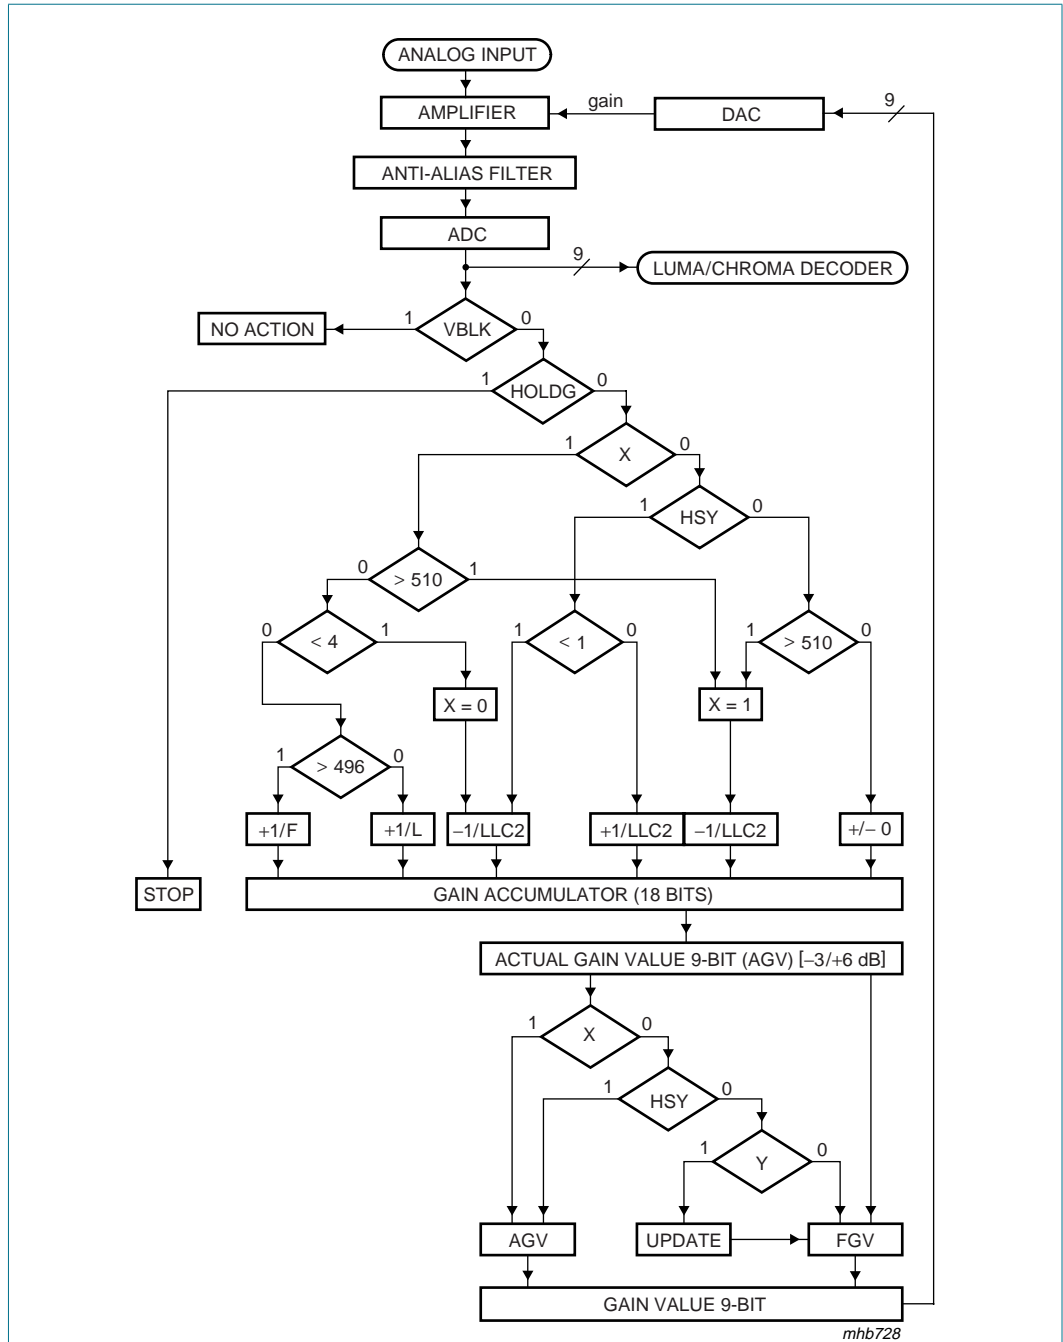 ANALOG INPUT
AMPLIFIER
gain
DAC
9
ANTI-ALIAS FILTER
ADC
9
LUMA/CHROMA DECODER
NO ACTION
1
VBLK
0
1
HOLDG
0
1
X
0
1
HSY
0
0
> 510
1
0
< 4
1
1
< 1
0
1
> 510
0
X = 0
X = 1
1
> 496
0
+1/F
+1/L
−1/LLC2
+1/LLC2
−1/LLC2
+/− 0
STOP
GAIN ACCUMULATOR (18 BITS)
ACTUAL GAIN VALUE 9-BIT (AGV) [−3/+6 dB]
1
X
0
1
HSY
0
1
Y
0
AGV
UPDATE
FGV
GAIN VALUE 9-BIT
mhb728